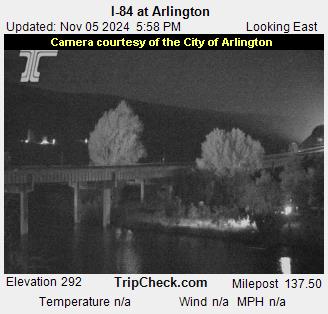 I-84 at Arlington
Updated: Nov 05 2024 5:58 PM Looking East
Camera courtesy of the City of Arlington
Elevation 292 TripCheck.com Milepost 137.50
Temperature n/a Wind n/a MPH n/a